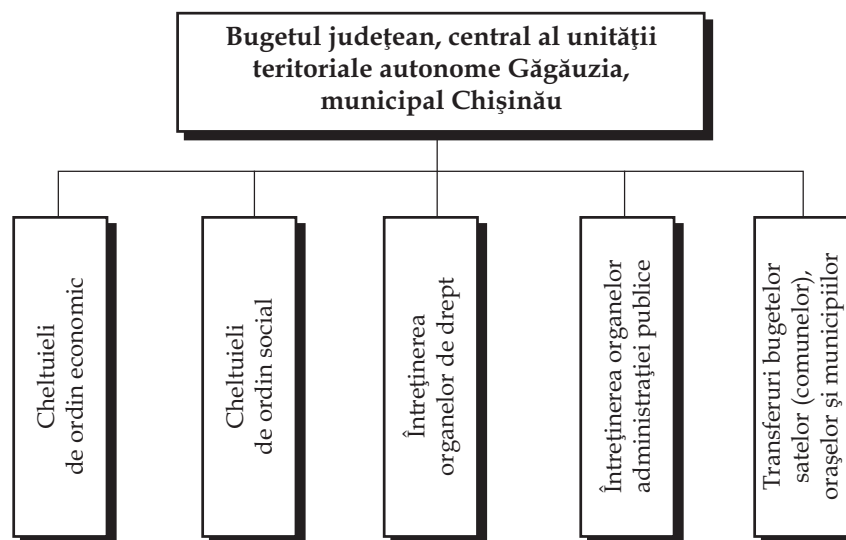 Bugetul judeţean, central al unităţii
teritoriale autonome Găgăuzia,
municipal Chişinău
Cheltuieli
de ordin economic
Cheltuieli
de ordin social
Întreţinerea
organelor de drept
Întreţinerea organelor
administraţiei publice
Transferuri bugetelor
satelor (comunelor),
oraşelor şi municipiilor